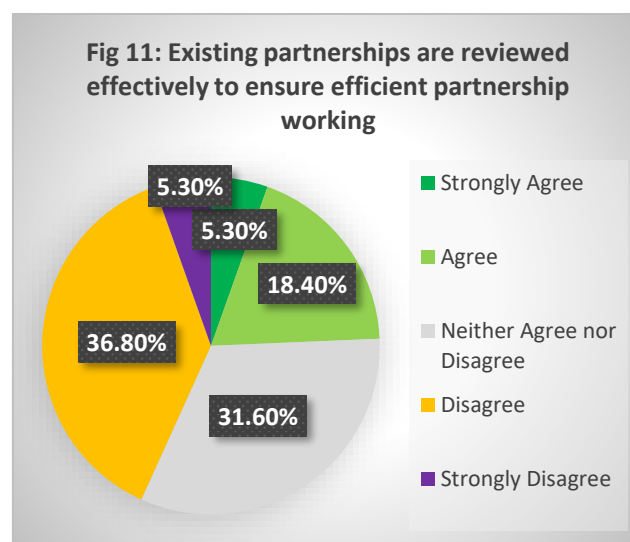 Fig 11: Existing partnerships are reviewed
effectively to ensure efficient partnership
working
5.30%
5.30%
18.40%
36.80%
31.60%
Strongly Agree
Agree
Neither Agree nor
Disagree
Disagree
Strongly Disagree